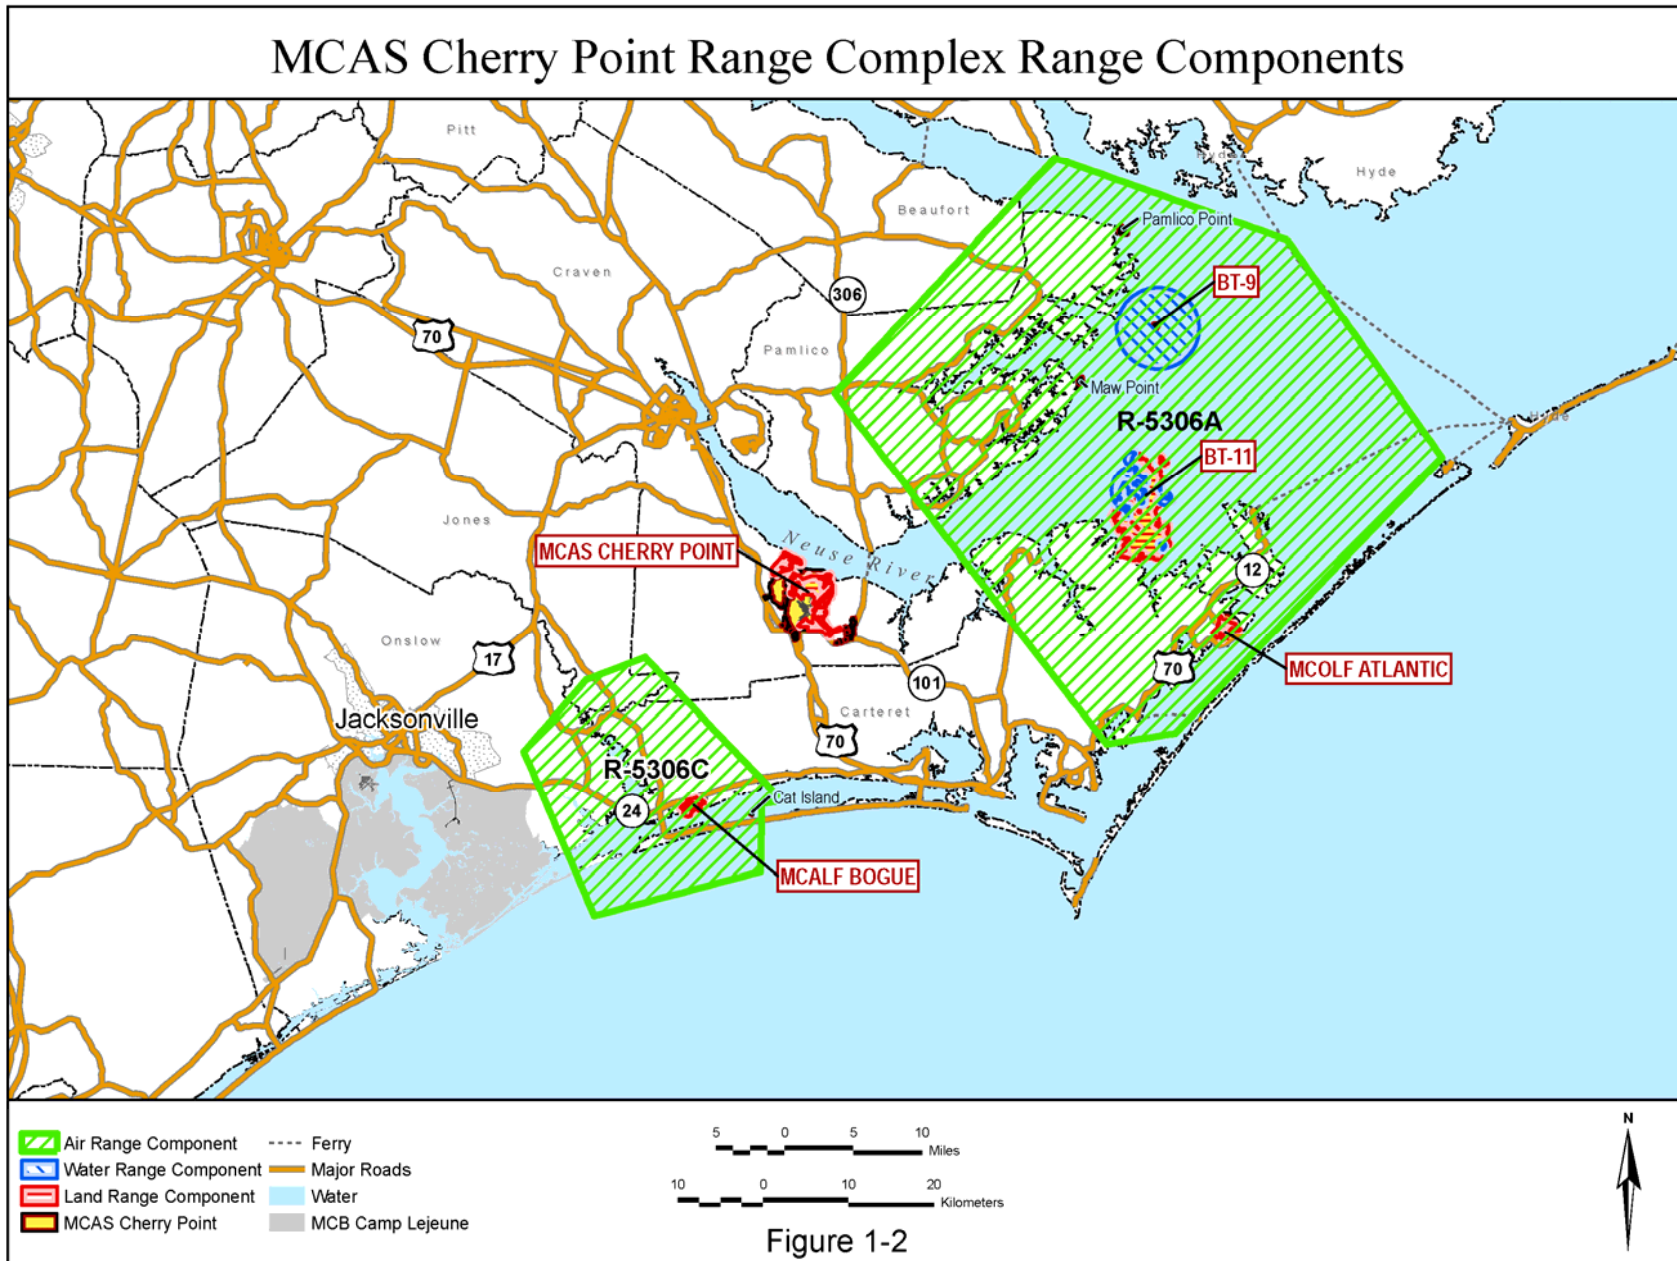 MCAS Cherry Point Range Complex Range Components
Pitt
Hyde
Hyde
Beaufort
Pamlico Point
Craven
BT-9
306
70
Pamlico
Maw Point
Hyde
R-5306A
BT-11
Jones
MCAS CHERRY POINT
Neuse River
12
Onslow
17
MCOLF ATLANTIC
70
101
Carteret
Jacksonville
70
R-5306C
Cat Island
24
MCALF BOGUE
Air Range Component
Water Range Component
Land Range Component
MCAS Cherry Point
Ferry
Major Roads
Water
MCB Camp Lejeune
5 0 5 10
Miles
10 0 10 20
Kilometers
Figure 1-2
N